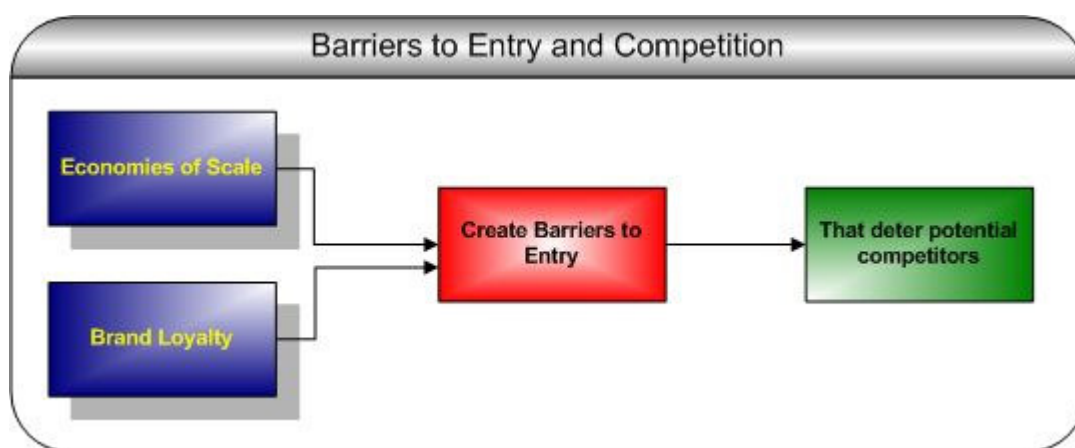 Barriers to Entry and Competition
Economies of Scale
Brand Loyalty
Create Barriers to
Entry
That deter potential
competitors